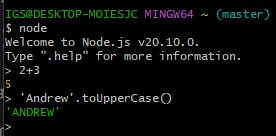 IGS@DESKTOP-MOIESJC MINGW64 ~ (master)
$ node
Welcome to Node.js v20.10.0.
Type ".help" for more information.
> 2+3
5
> 'Andrew'.toUpperCase()
'ANDREW'
>